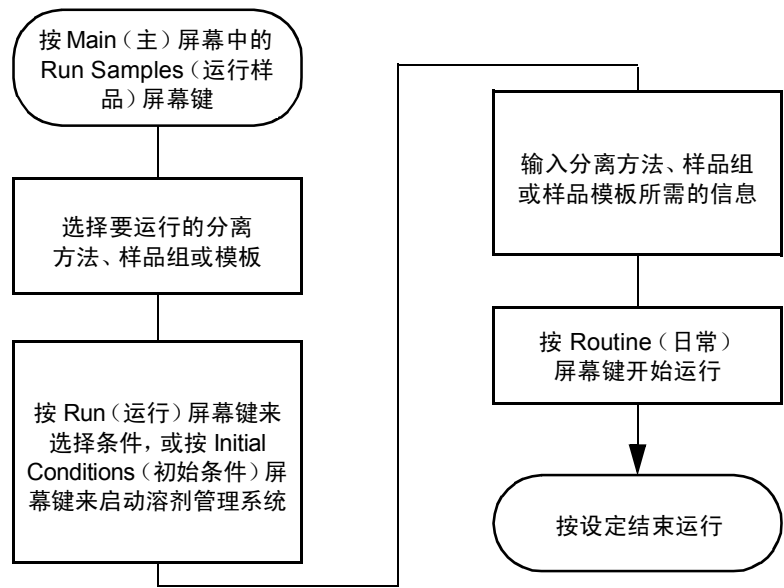 按 Main（主）屏幕中的
Run Samples（运行样
品）屏幕键
选择要运行的分离
方法、样品组或模板
按 Run（运行）屏幕键来
选择条件，或按 Initial
Conditions（初始条件）屏
幕键来启动溶剂管理系统
输入分离方法、样品组
或样品模板所需的信息
按 Routine（日常）
屏幕键开始运行
按设定结束运行